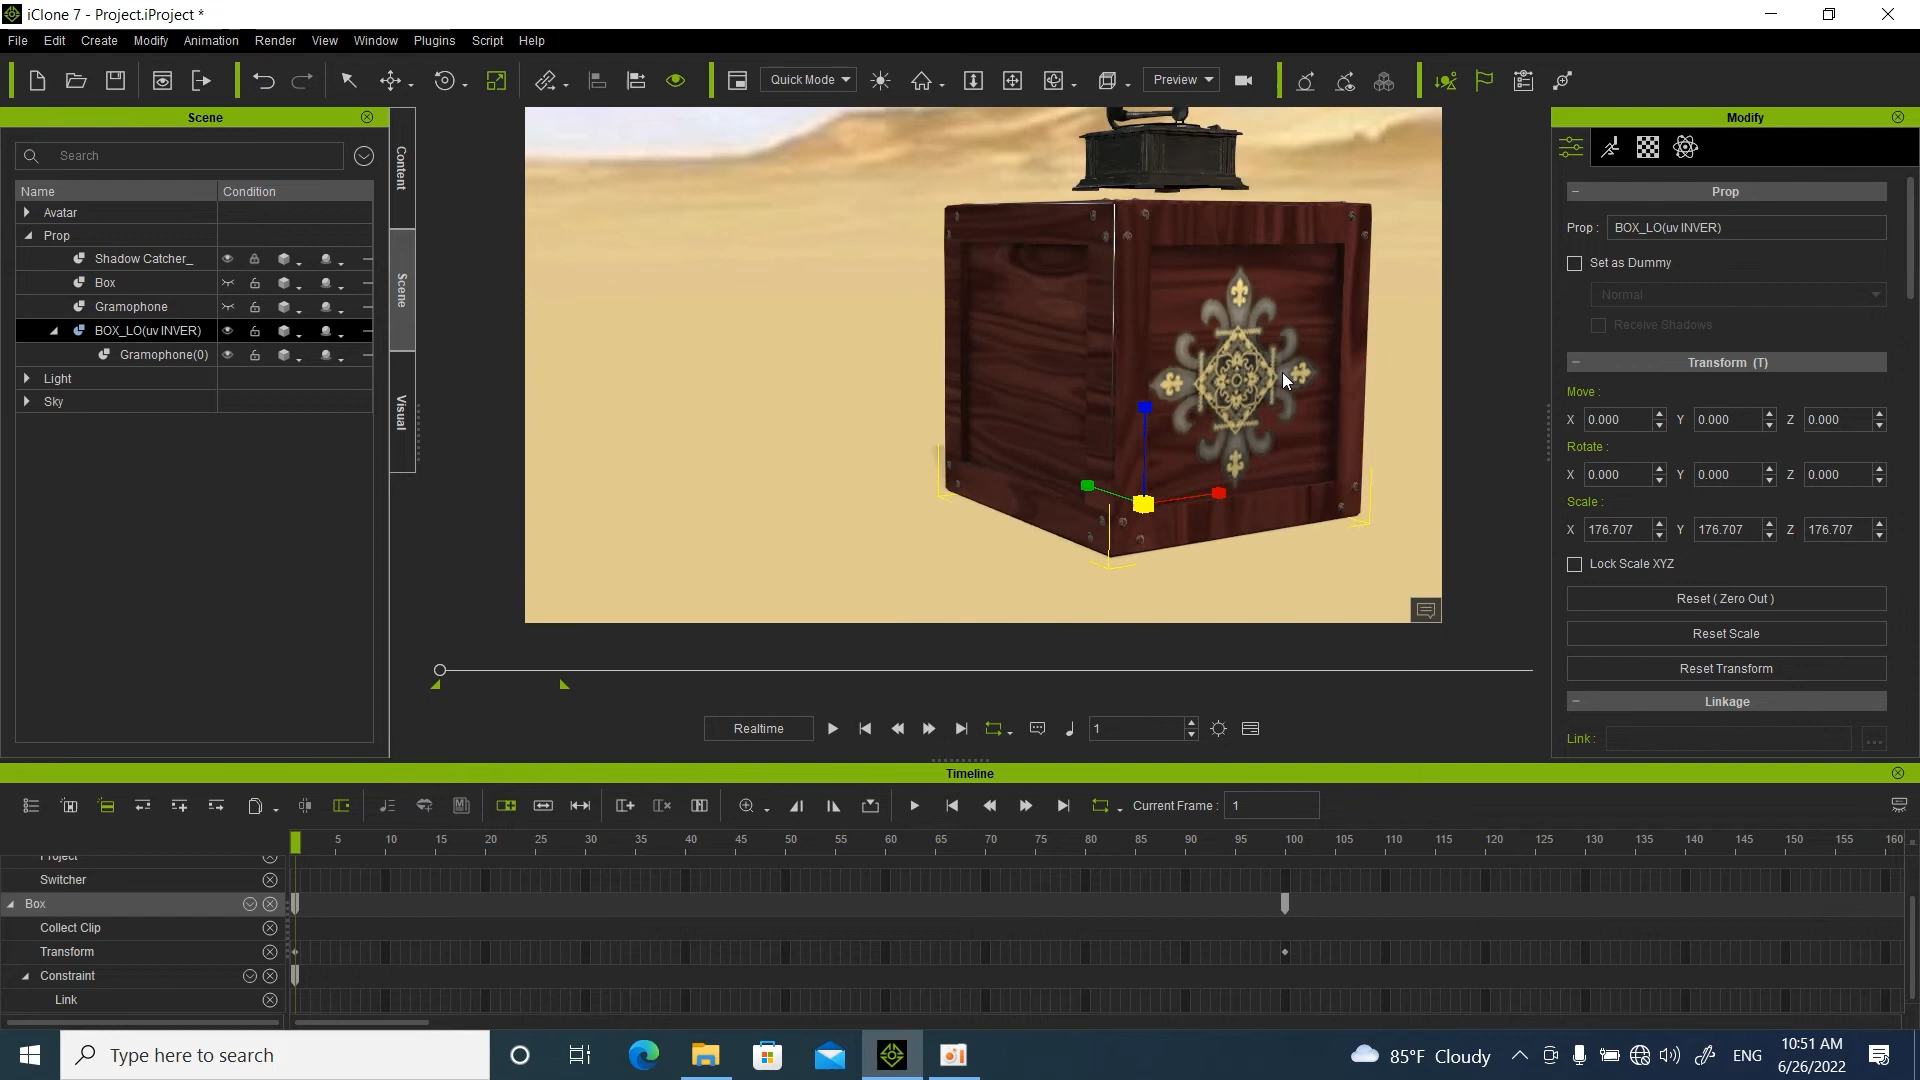 iClone 7 - Project.iProject *
File Edit Create Modify Animation Render View Window Plugins Script Help
Quick Mode Preview
Scene
Search
Name Condition
Avatar
Prop
Shadow Catcher_
Box
Gramophone
BOX_LO(uv INVER)
Gramophone(0)
Light
Sky
Content
Scene
Visual
Modify
Prop
Prop : BOX_LO(uv INVER)
Set as Dummy
Normal
Receive Shadows
Transform (T)
Move :
X 0.000 Y 0.000 Z 0.000
Rotate :
X 0.000 Y 0.000 Z 0.000
Scale :
X 176.707 Y 176.707 Z 176.707
Lock Scale XYZ
Reset ( Zero Out )
Reset Scale
Reset Transform
Linkage
Link :
Realtime 1
Timeline
Current Frame : 1
5 10 15 20 25 30 35 40 45 50 55 60 65 70 75 80 85 90 95 100 105 110 115 120 125 130 135 140 145 150 155 160
Project
Switcher
Box
Collect Clip
Transform
Constraint
Link
Type here to search
85°F Cloudy
ENG
10:51 AM
6/26/2022